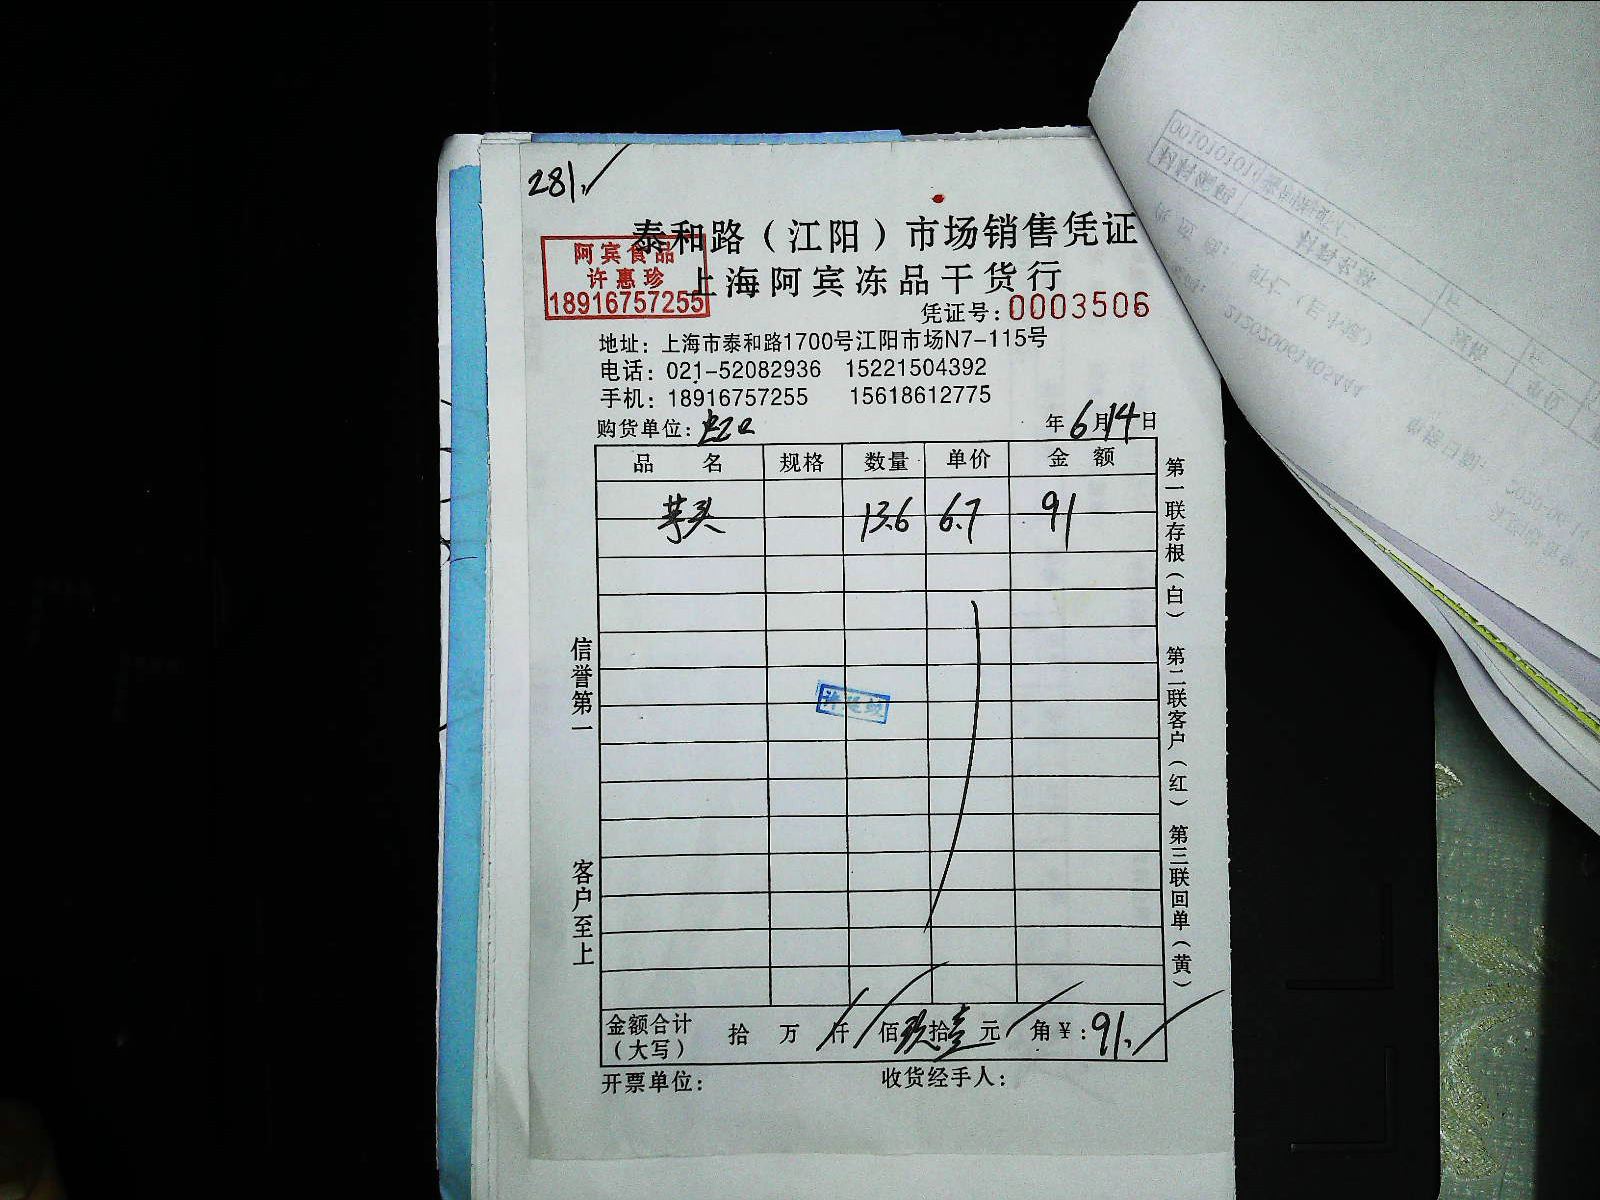 281.
泰和路（江阳）市场销售凭证
阿宾食品
许惠珍
18916757255
上海阿宾冻品干货行
凭证号：0003506
地址：上海市泰和路1700号江阳市场N7-115号
电话：021-52082936 15221504392
手机：18916757255 15618612775
购货单位：虹口 年6月14日
品名 规格 数量 单价 金额
芋头 13.6 6.7 91
信誉第一
客户至上
第一联存根（白） 第二联客户（红） 第三联回单（黄）
金额合计（大写） 拾 万 仟 佰玖拾壹元 角￥：91.
开票单位： 收货经手人：